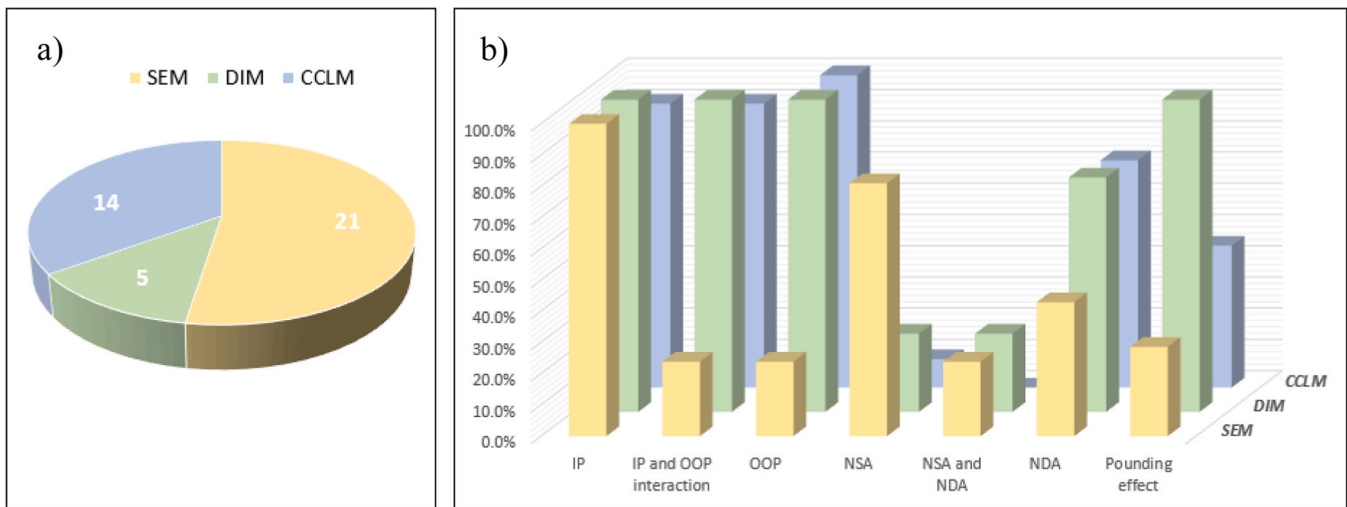 a)
SEM DIM CCLM
14
21
5
b)
100.0%
90.0%
80.0%
70.0%
60.0%
50.0%
40.0%
30.0%
20.0%
10.0%
0.0%
CCLM
DIM
SEM
IP
IP and OOP
interaction
OOP
NSA
NSA and
NDA
NDA
Pounding
effect